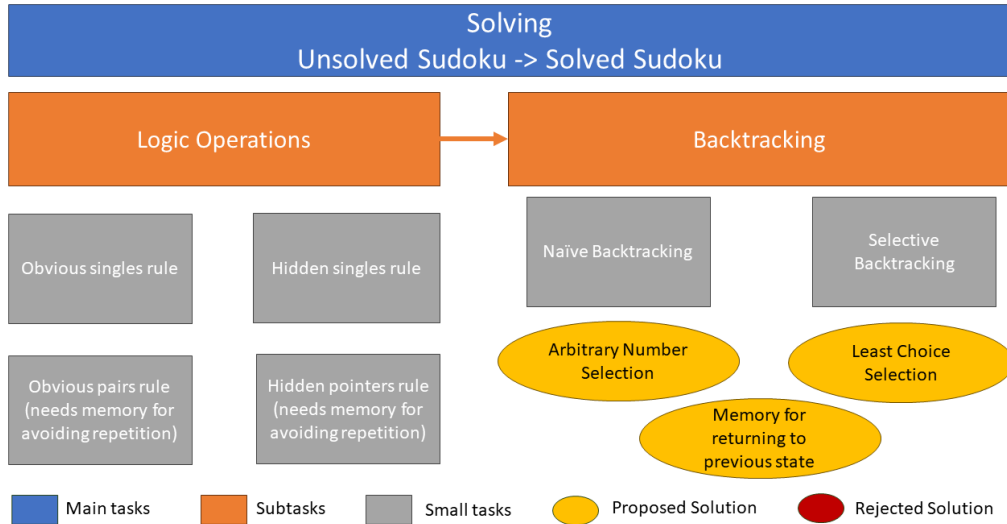 Solving
Unsolved Sudoku -> Solved Sudoku
Logic Operations
Backtracking
Obvious singles rule
Hidden singles rule
Naïve Backtracking
Selective
Backtracking
Obvious pairs rule
(needs memory for
avoiding repetition)
Hidden pointers rule
(needs memory for
avoiding repetition)
Arbitrary Number
Selection
Least Choice
Selection
Memory for
returning to
previous state
Main tasks
Subtasks
Small tasks
Proposed Solution
Rejected Solution